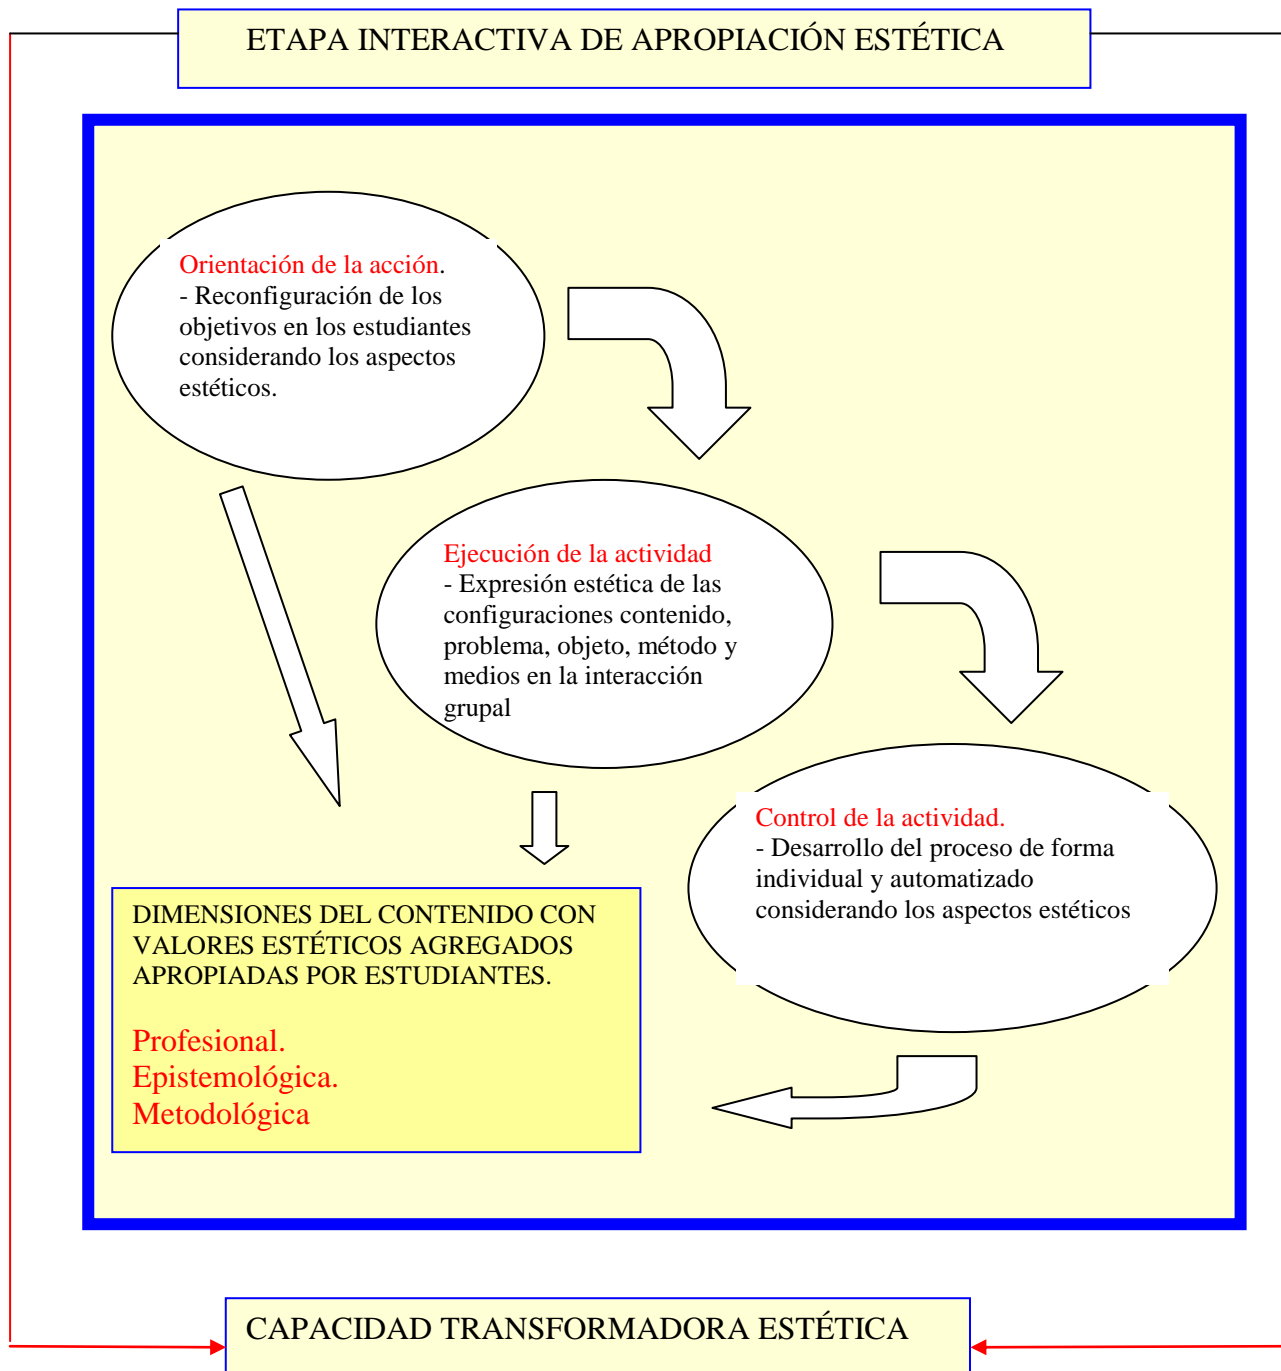 ETAPA INTERACTIVA DE APROPIACIÓN ESTÉTICA
Orientación de la acción.
- Reconfiguración de los
objetivos en los estudiantes
considerando los aspectos
estéticos.
Ejecución de la actividad
- Expresión estética de las
configuraciones contenido,
problema, objeto, método y
medios en la interacción
grupal
Control de la actividad.
- Desarrollo del proceso de forma
individual y automatizado
considerando los aspectos estéticos
DIMENSIONES DEL CONTENIDO CON
VALORES ESTÉTICOS AGREGADOS
APROPIADAS POR ESTUDIANTES.
Profesional.
Epistemológica.
Metodológica
CAPACIDAD TRANSFORMADORA ESTÉTICA